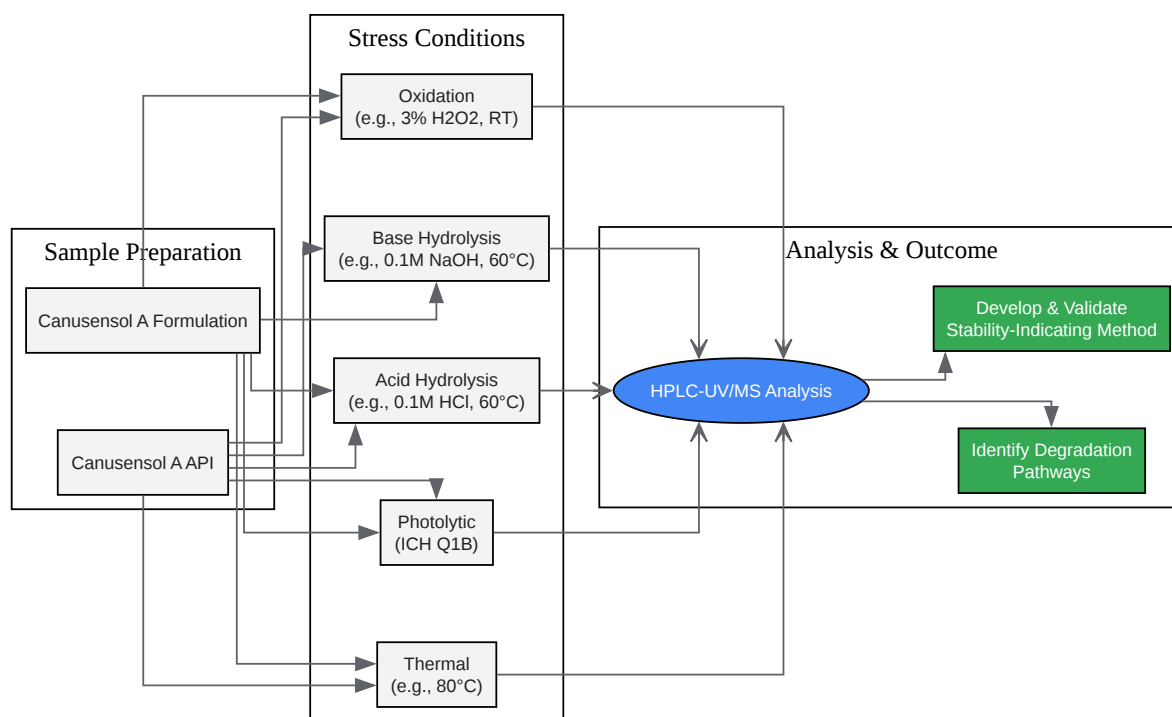 Stress Conditions
Oxidation
(e.g., 3% H2O2, RT)
Base Hydrolysis
(e.g., 0.1M NaOH, 60°C)
Acid Hydrolysis
(e.g., 0.1M HCl, 60°C)
Photolytic
(ICH Q1B)
Thermal
(e.g., 80°C)
Sample Preparation
Canusensol A Formulation
Canusensol A API
Analysis & Outcome
HPLC-UV/MS Analysis
Develop & Validate
Stability-Indicating Method
Identify Degradation
Pathways